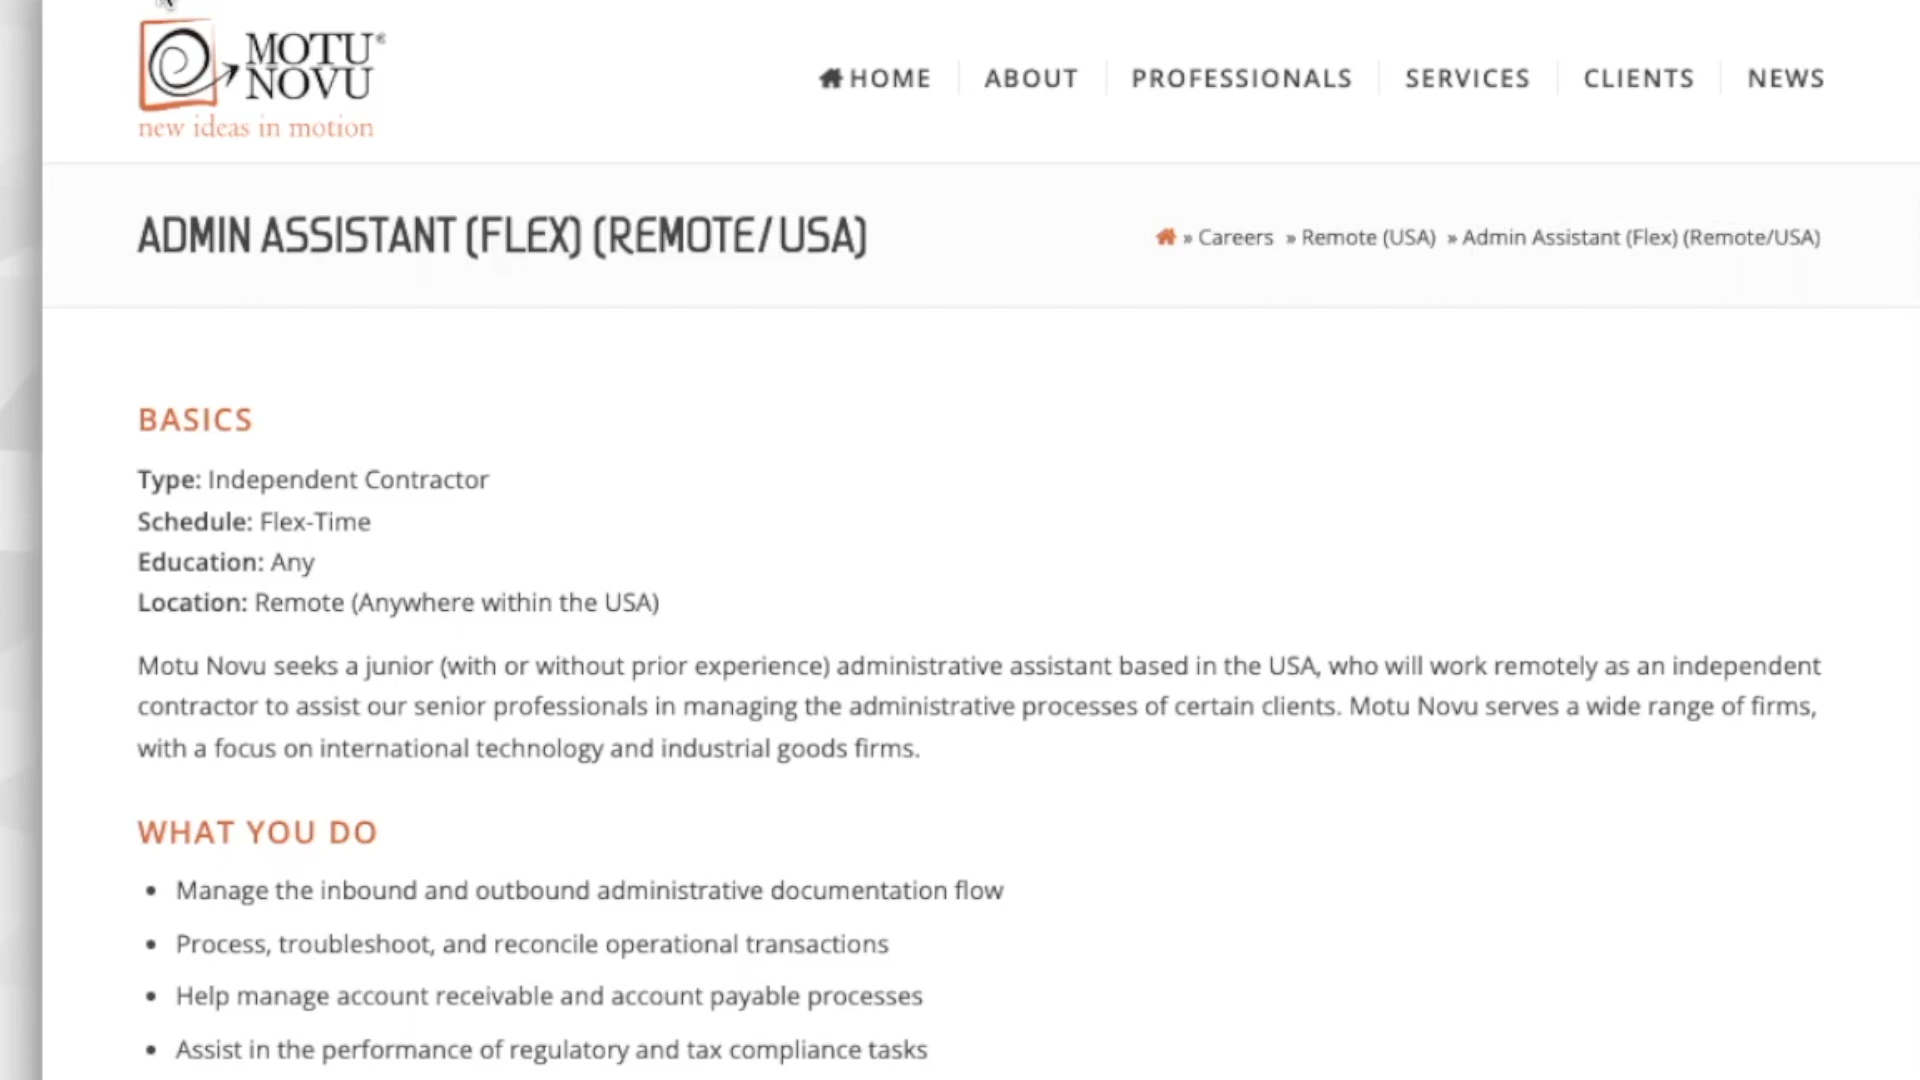 MOTU®
NOVU
new ideas in motion
HOME
ABOUT
PROFESSIONALS
SERVICES
CLIENTS
NEWS
ADMIN ASSISTANT (FLEX) (REMOTE/USA)
» Careers » Remote (USA) » Admin Assistant (Flex) (Remote/USA)
BASICS
Type: Independent Contractor
Schedule: Flex-Time
Education: Any
Location: Remote (Anywhere within the USA)
Motu Novu seeks a junior (with or without prior experience) administrative assistant based in the USA, who will work remotely as an independent
contractor to assist our senior professionals in managing the administrative processes of certain clients. Motu Novu serves a wide range of firms,
with a focus on international technology and industrial goods firms.
WHAT YOU DO
• Manage the inbound and outbound administrative documentation flow
• Process, troubleshoot, and reconcile operational transactions
• Help manage account receivable and account payable processes
• Assist in the performance of regulatory and tax compliance tasks